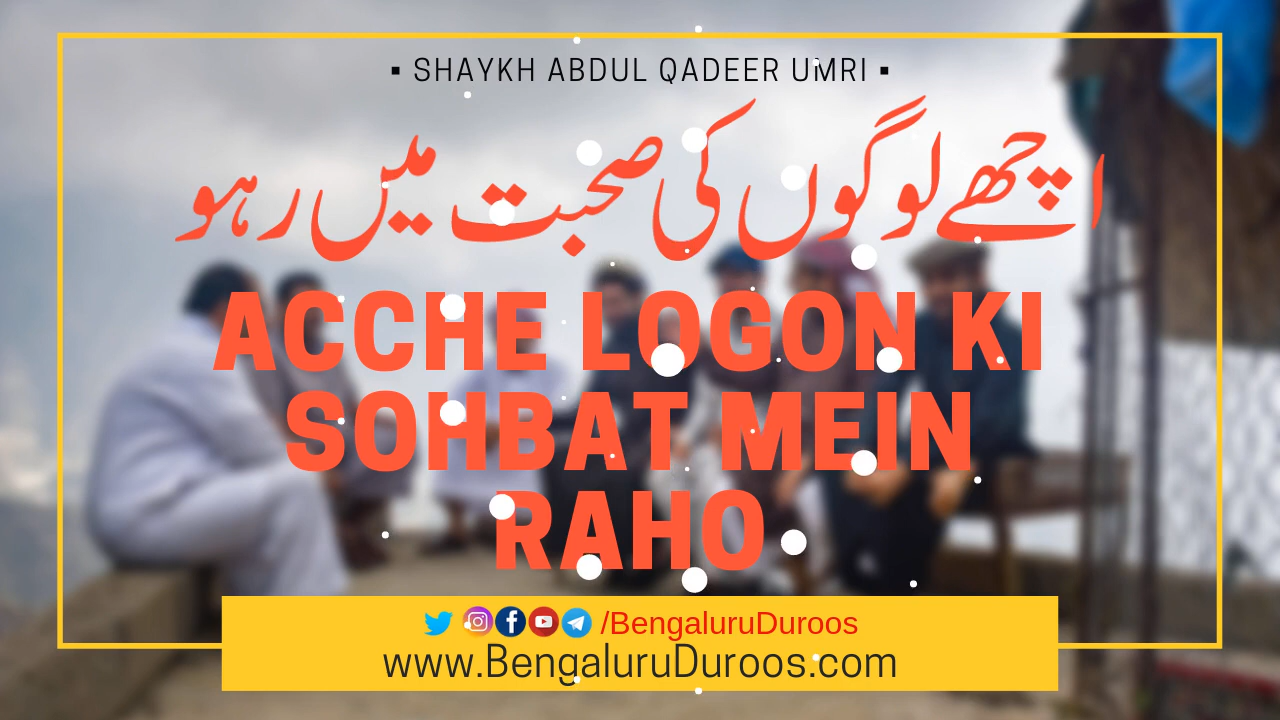 ▪ SHAYKH ABDUL QADEER UMRI ▪
اچھے لوگوں کی صحبت میں رہو
ACCHE LOGON KI
SOHBAT MEIN
RAHO
/BengaluruDuroos
www.BengaluruDuroos.com